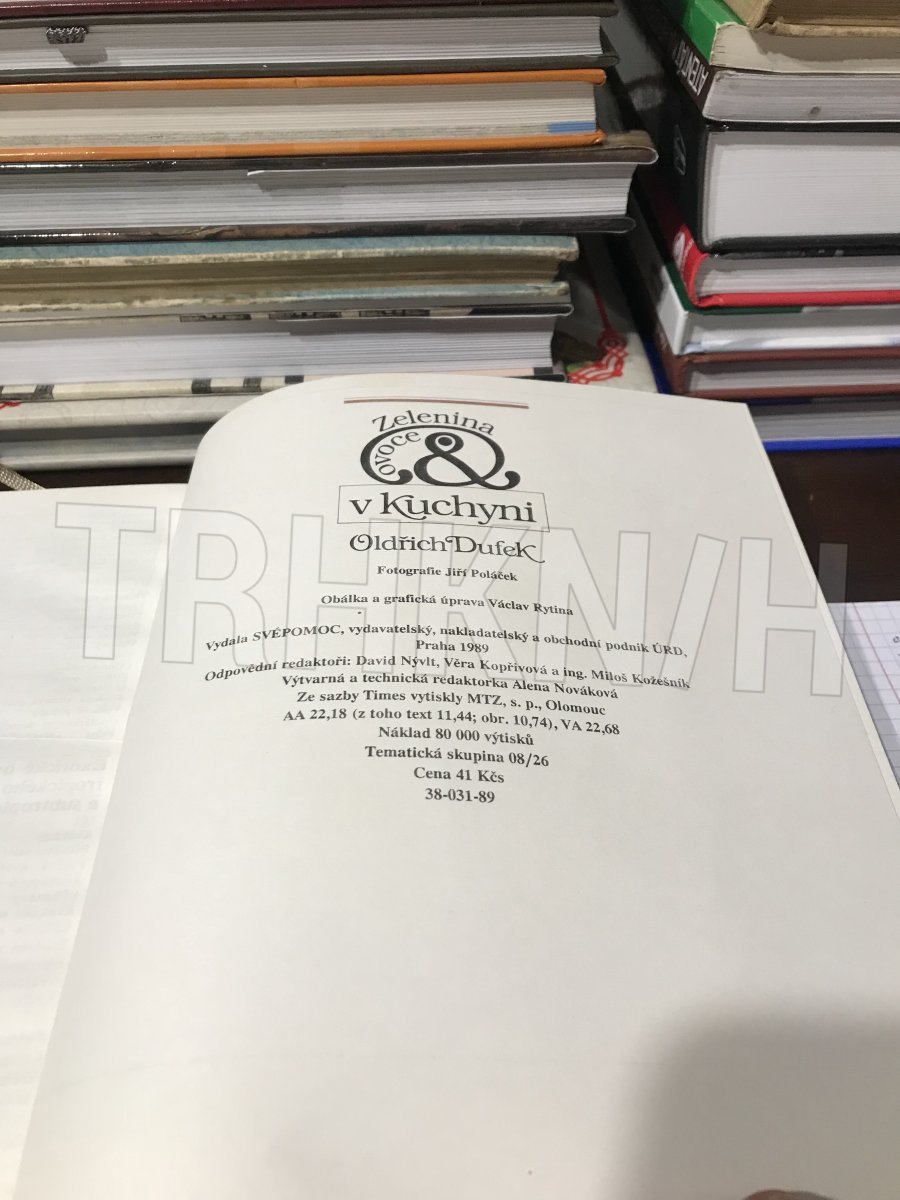 Zelenina
& ovoce
v kuchyni
Oldřich Dufek
Fotografie Jiří Poláček
Obálka a grafická úprava Václav Rytina
Vydala SVÉPOMOC, vydavatelský, nakladatelský a obchodní podnik ÚRD,
Praha 1989
Odpovědní redaktoři: David Nývlt, Věra Kopřivová a ing. Miloš Kožešník
Výtvarná a technická redaktorka Alena Nováková
Ze sazby Times vytiskly MTZ, s. p., Olomouc
AA 22,18 (z toho text 11,44; obr. 10,74), VA 22,68
Náklad 80 000 výtisků
Tematická skupina 08/26
Cena 41 Kčs
38-031-89
TRHKNIH